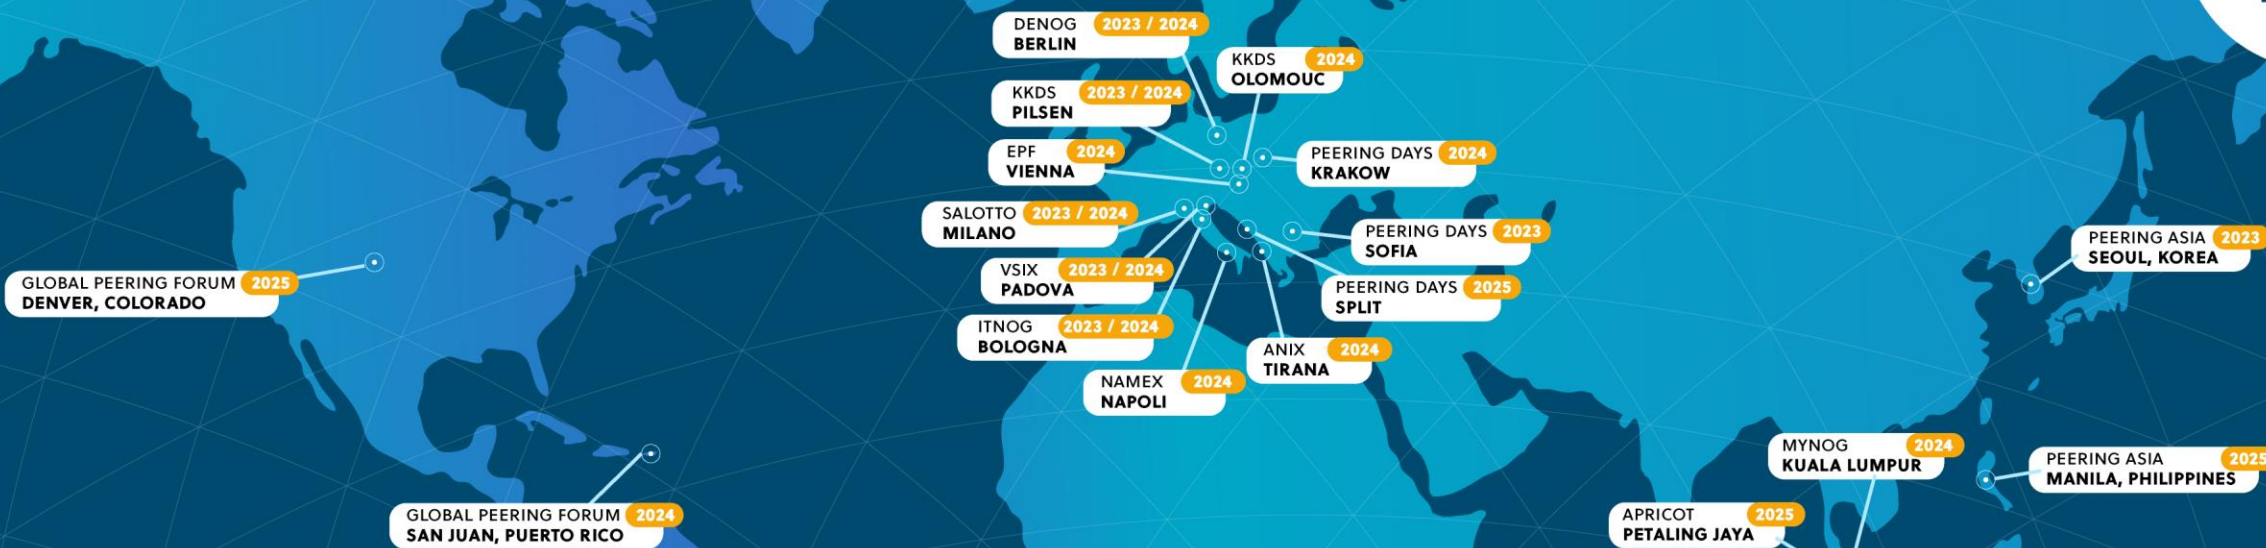 DENOG 2023 / 2024
BERLIN
KKDS 2024
OLOMOUC
KKDS 2023 / 2024
PILSEN
EPF 2024
VIENNA
PEERING DAYS 2024
KRAKOW
SALOTTO 2023 / 2024
MILANO
PEERING DAYS 2023
SOFIA
PEERING ASIA 2023
SEOUL, KOREA
VSIX 2023 / 2024
PADOVA
GLOBAL PEERING FORUM 2025
DENVER, COLORADO
PEERING DAYS 2025
SPLIT
ITNOG 2023 / 2024
BOLOGNA
ANIX 2024
TIRANA
NAMEX 2024
NAPOLI
MYNOG 2024
KUALA LUMPUR
PEERING ASIA 2025
MANILA, PHILIPPINES
GLOBAL PEERING FORUM 2024
SAN JUAN, PUERTO RICO
APRICOT 2025
PETALING JAYA